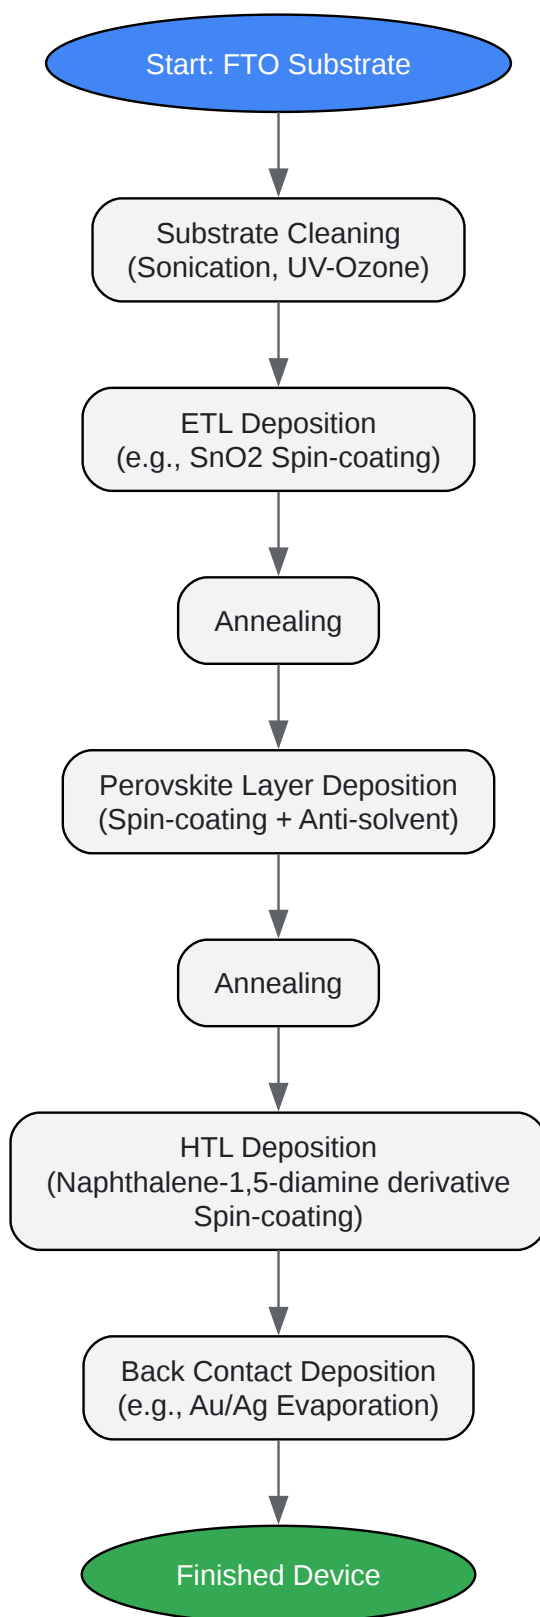 Start: FTO Substrate
Substrate Cleaning
(Sonication, UV-Ozone)
ETL Deposition
(e.g., SnO2 Spin-coating)
Annealing
Perovskite Layer Deposition
(Spin-coating + Anti-solvent)
Annealing
HTL Deposition
(Naphthalene-1,5-diamine derivative
Spin-coating)
Back Contact Deposition
(e.g., Au/Ag Evaporation)
Finished Device